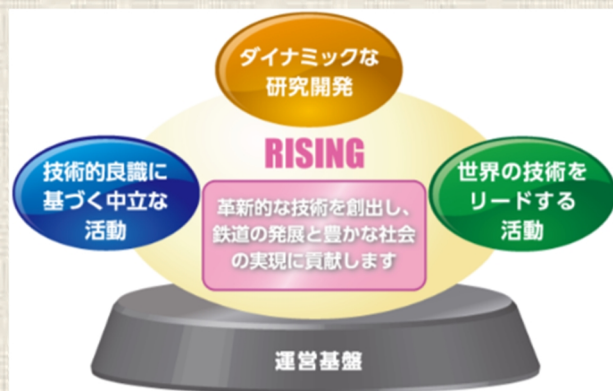 ダイナミックな
研究開発
RISING
技術的良識に
基づく中立な
活動
革新的な技術を創出し、
鉄道の発展と豊かな社会
の実現に貢献します
世界の技術を
リードする
活動
運営基盤